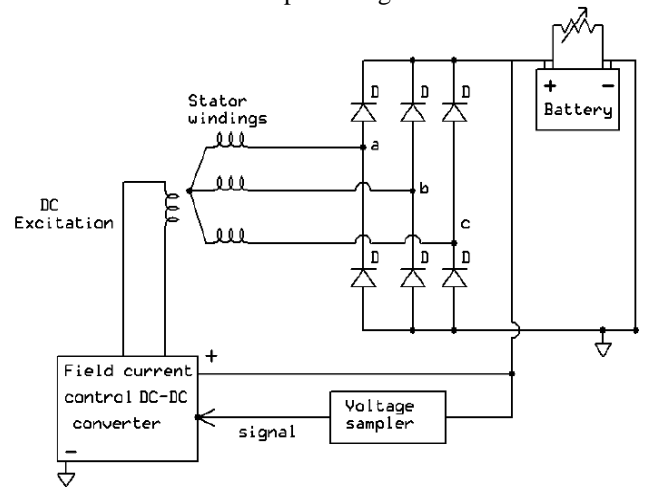 D
D
D
+ -
Battery
Stator
windings
a
b
c
DC
Excitation
D
D
D
+
Field current
control DC-DC
converter
-
signal
Voltage
sampler